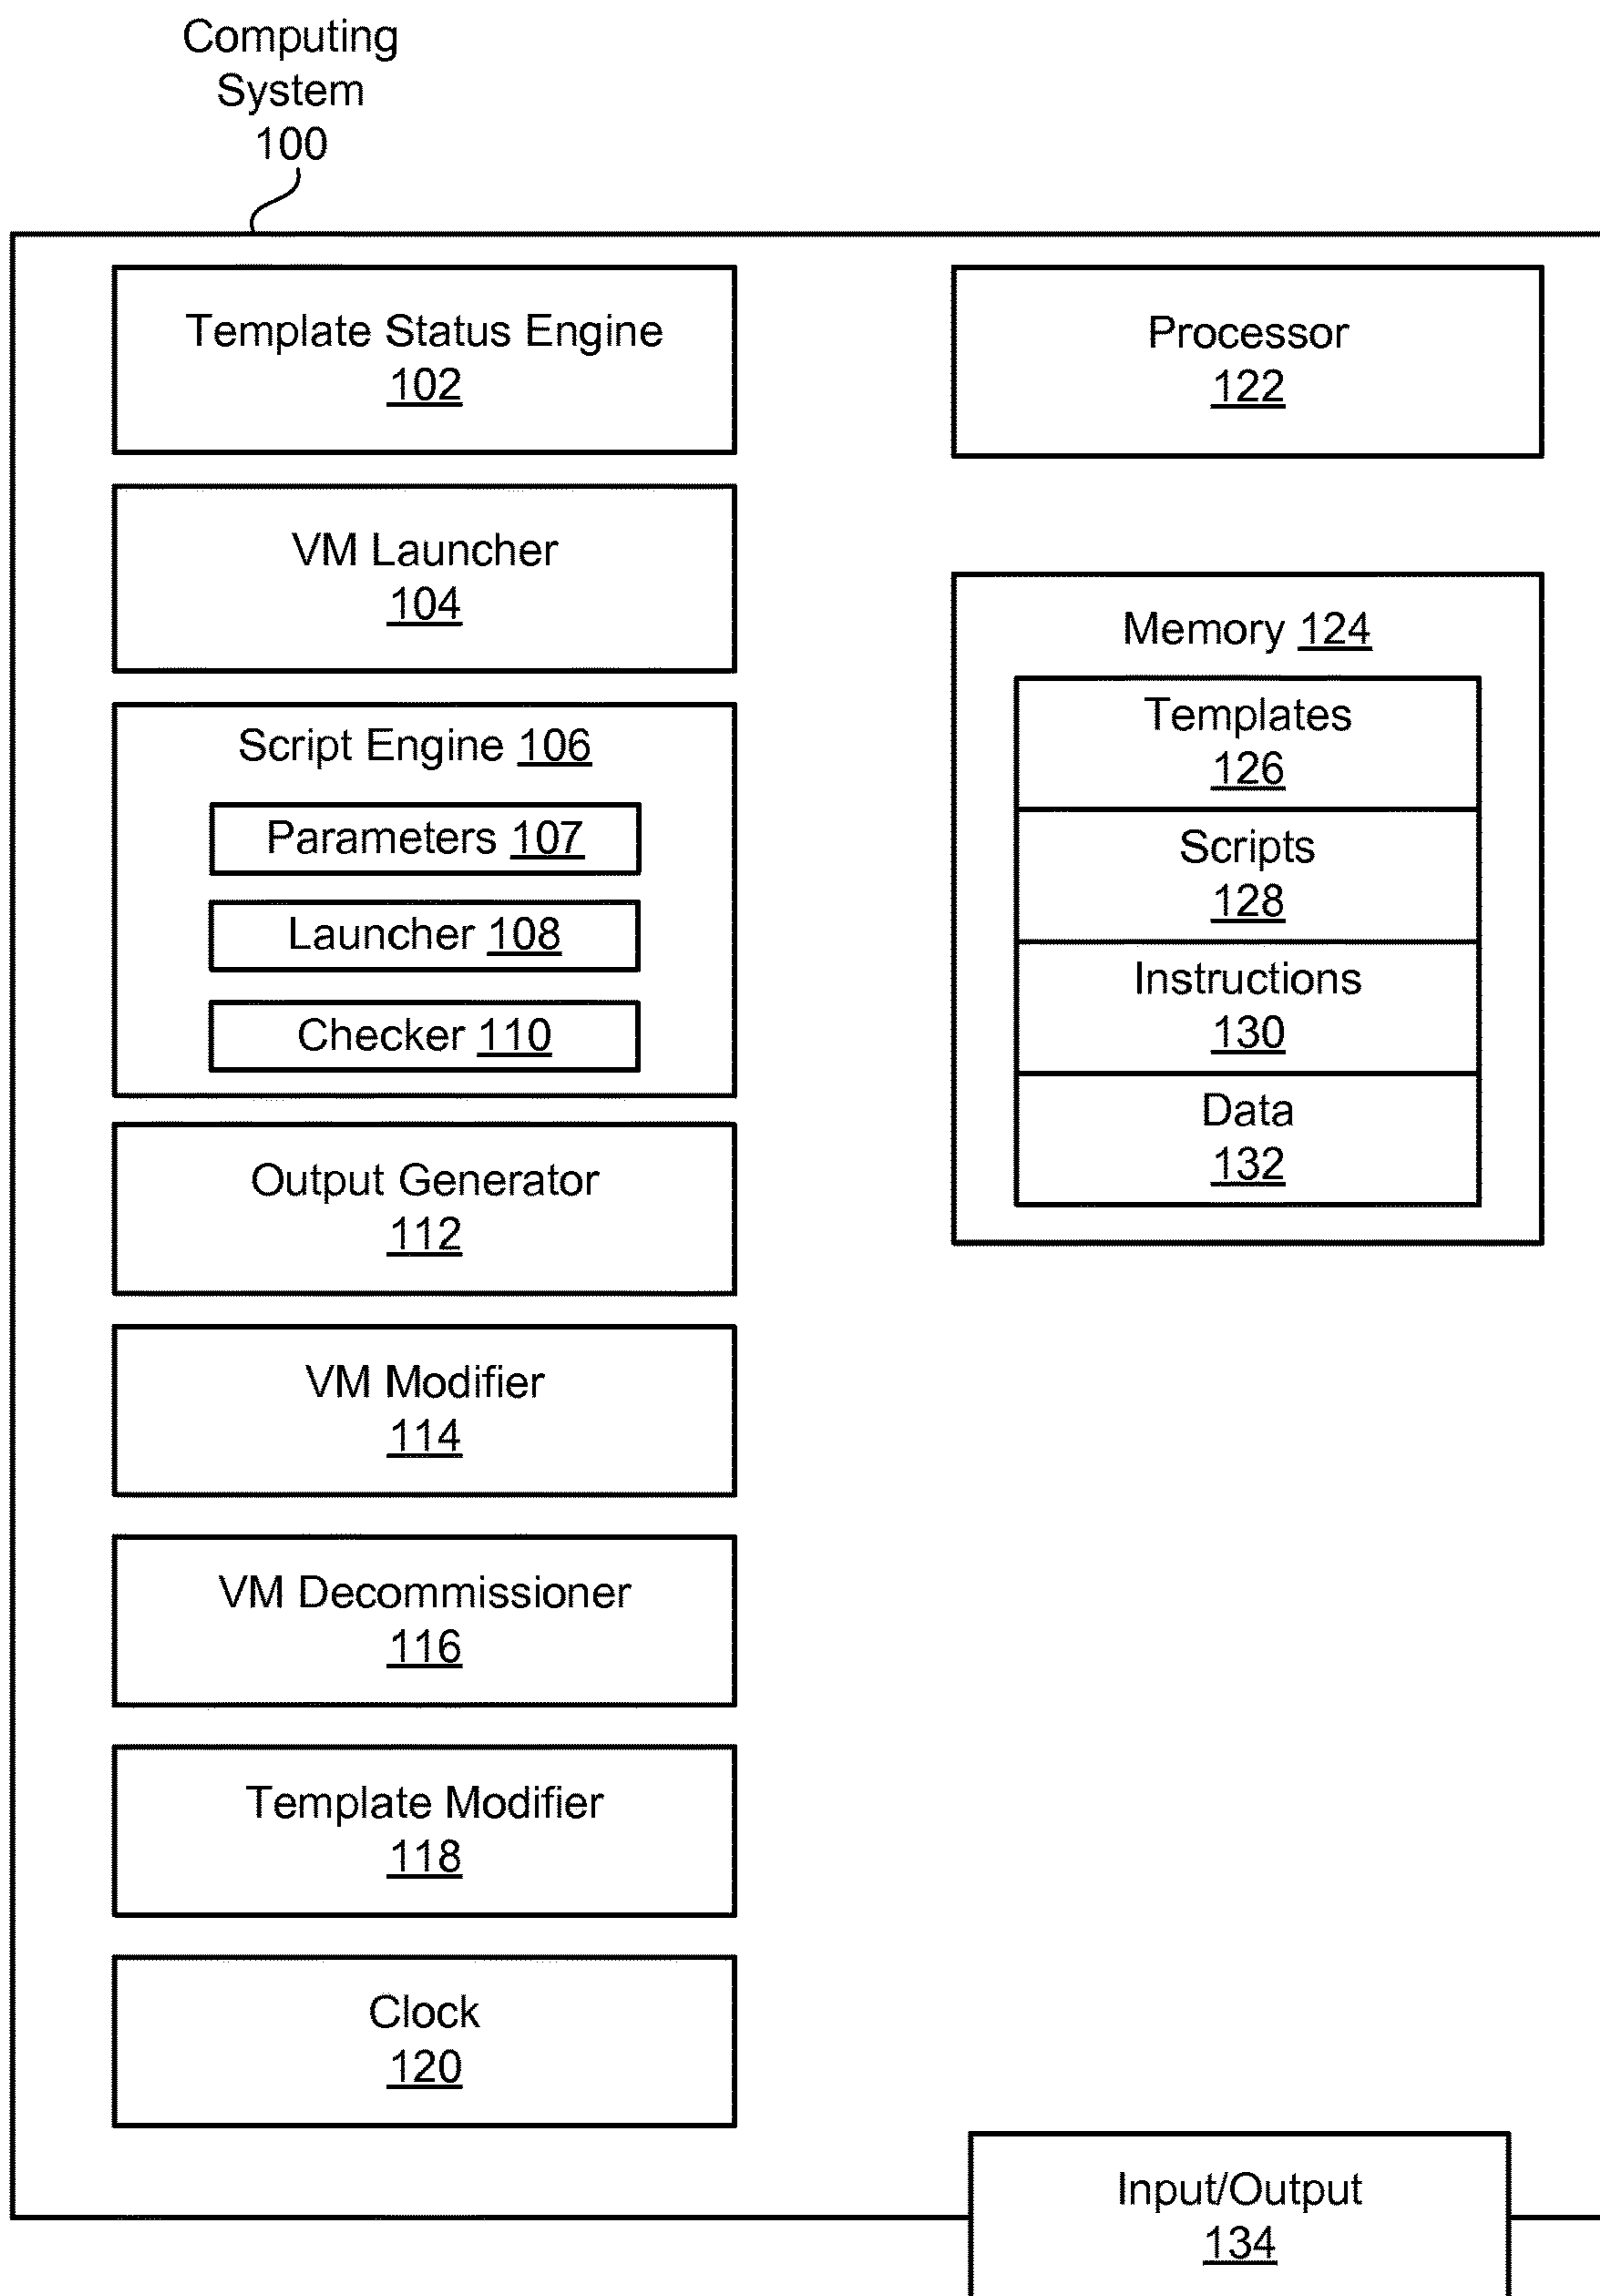 Computing
System
100
Template Status Engine
102
VM Launcher
104
Script Engine 106
Parameters 107
Launcher 108
Checker 110
Output Generator
112
VM Modifier
114
VM Decommissioner
116
Template Modifier
118
Clock
120
Processor
122
Memory 124
Templates
126
Scripts
128
Instructions
130
Data
132
Input/Output
134